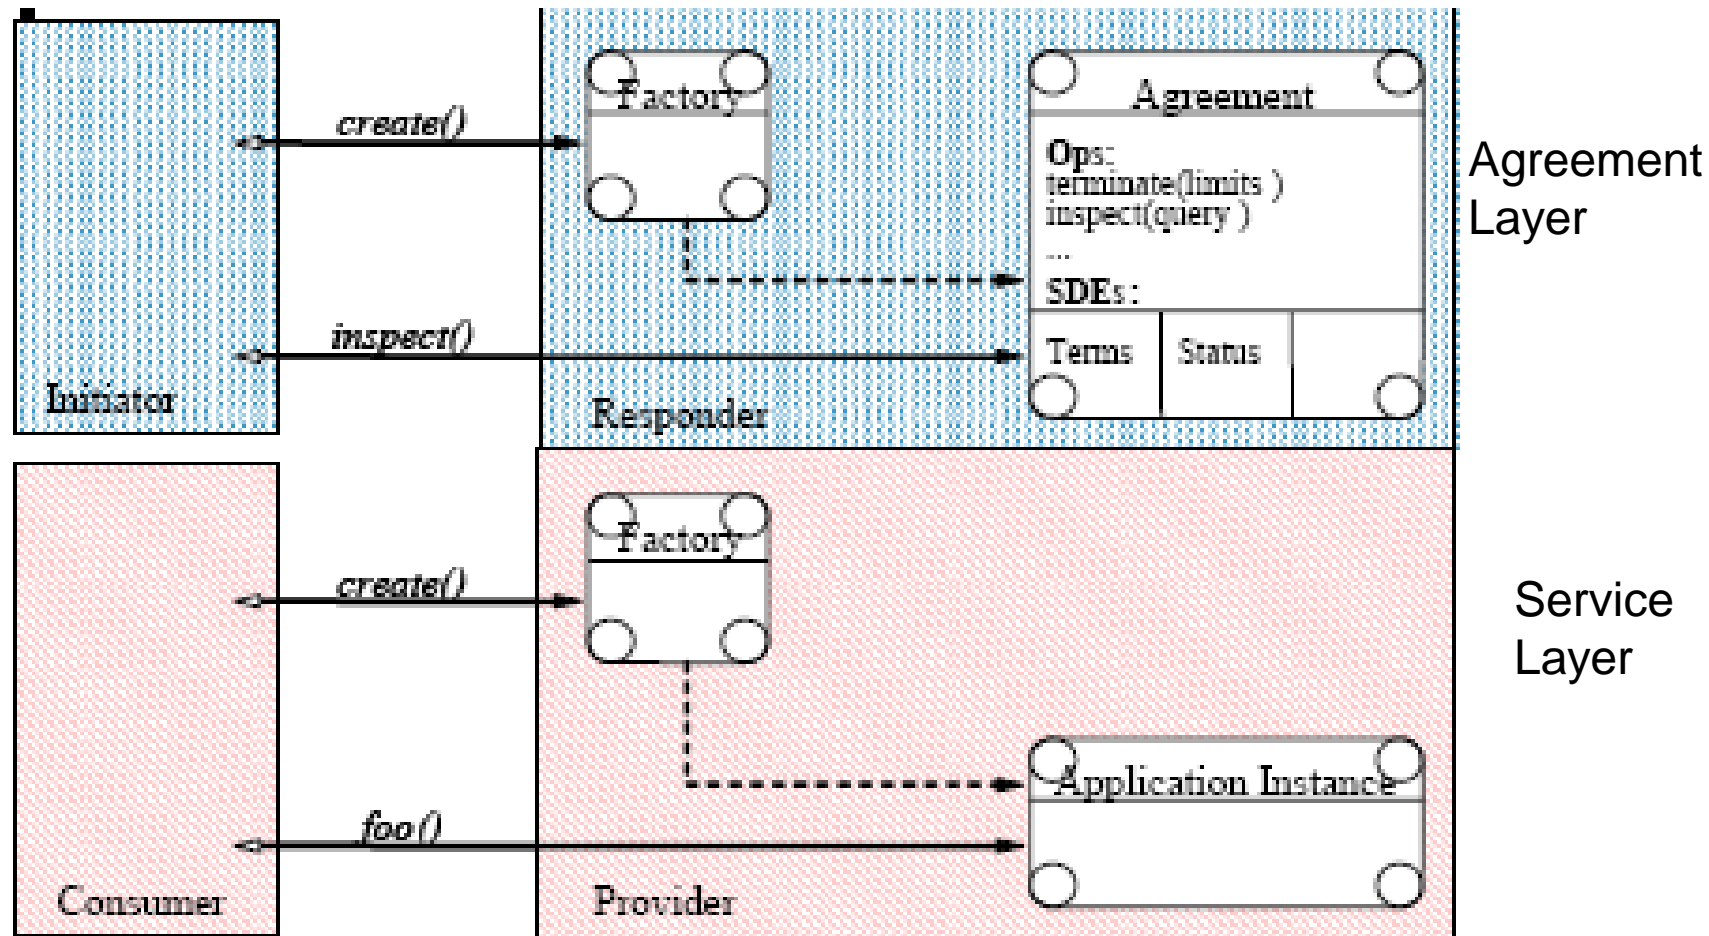 Factory
Agreement
create()
Ops:
terminate(limits )
inspect(query )
...
SDEs:
Agreement
Layer
inspect()
Terms
Status
Initiator
Responder
Factory
create()
Service
Layer
Application Instance
foo()
Consumer
Provider